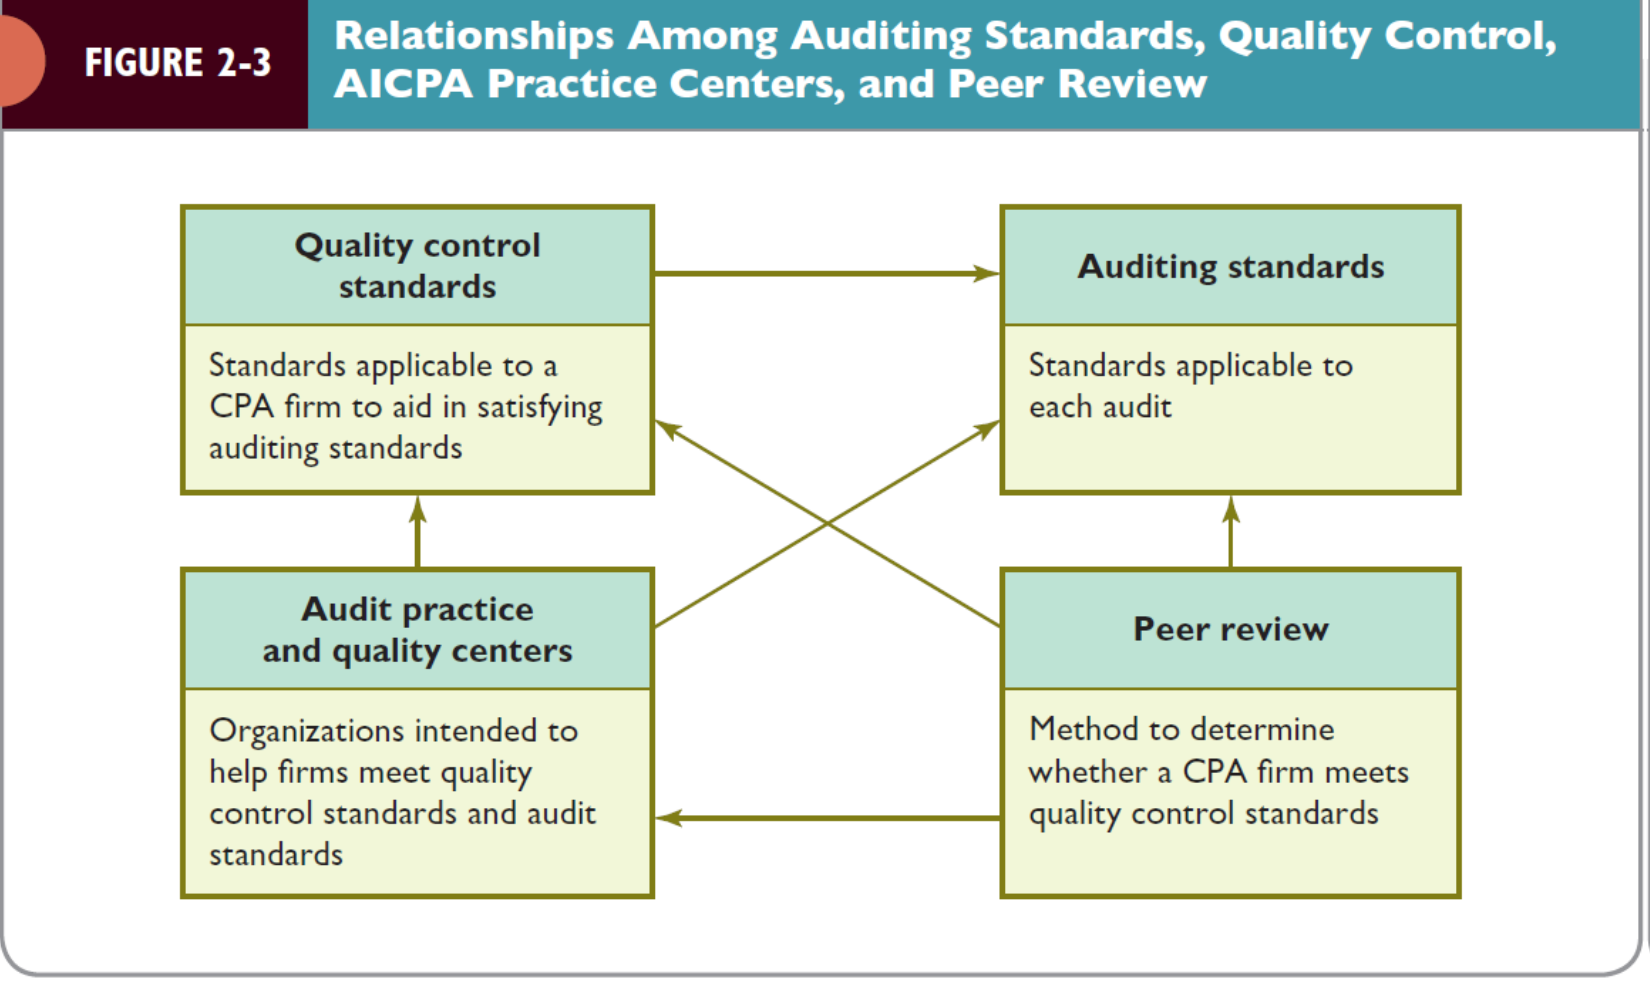 FIGURE 2-3
Relationships Among Auditing Standards, Quality Control,
AICPA Practice Centers, and Peer Review
Quality control
standards
Standards applicable to a
CPA firm to aid in satisfying
auditing standards
Auditing standards
Standards applicable to
each audit
Audit practice
and quality centers
Organizations intended to
help firms meet quality
control standards and audit
standards
Peer review
Method to determine
whether a CPA firm meets
quality control standards